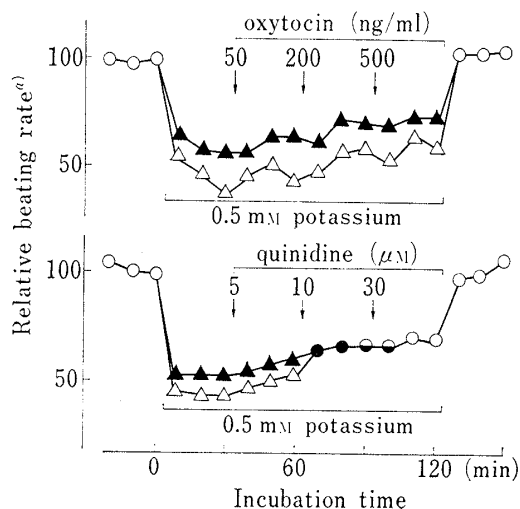 oxytocin (ng/ml)
50 200 500
100
50
0.5 mM potassium
Relative beating rate a)
quinidine (μM)
5 10 30
100
50
0.5 mM potassium
0 60 120 (min)
Incubation time